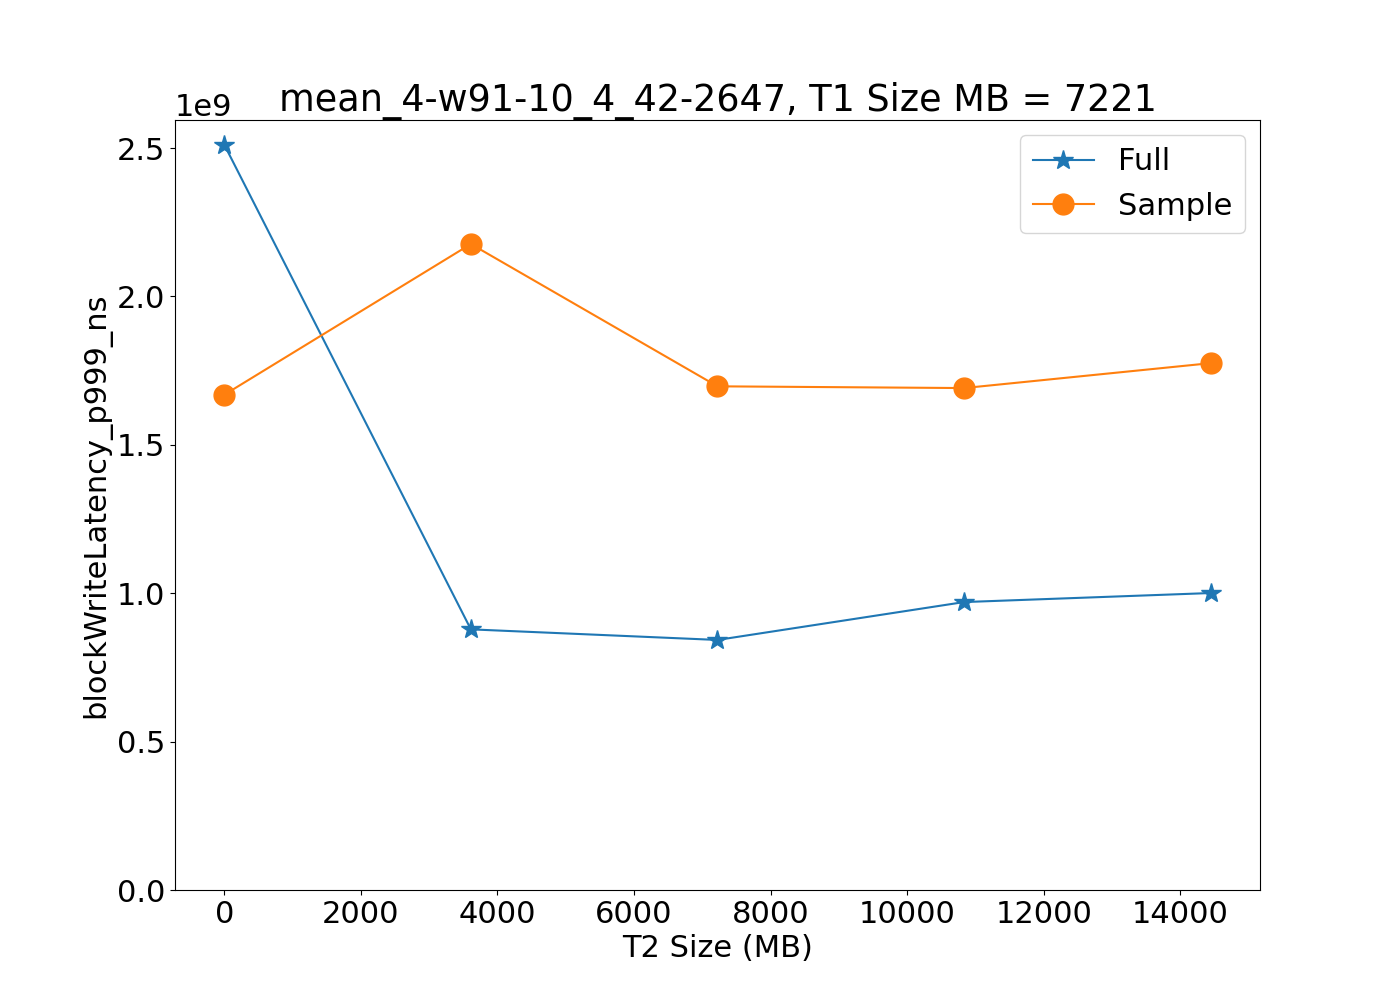 mean_4-w91-10_4_42-2647, T1 Size MB = 7221
1e9
Full
Sample
2.5
2.0
1.5
1.0
0.5
0.0
blockWriteLatency_p999_ns
0
2000
4000
6000
8000
10000
12000
14000
T2 Size (MB)